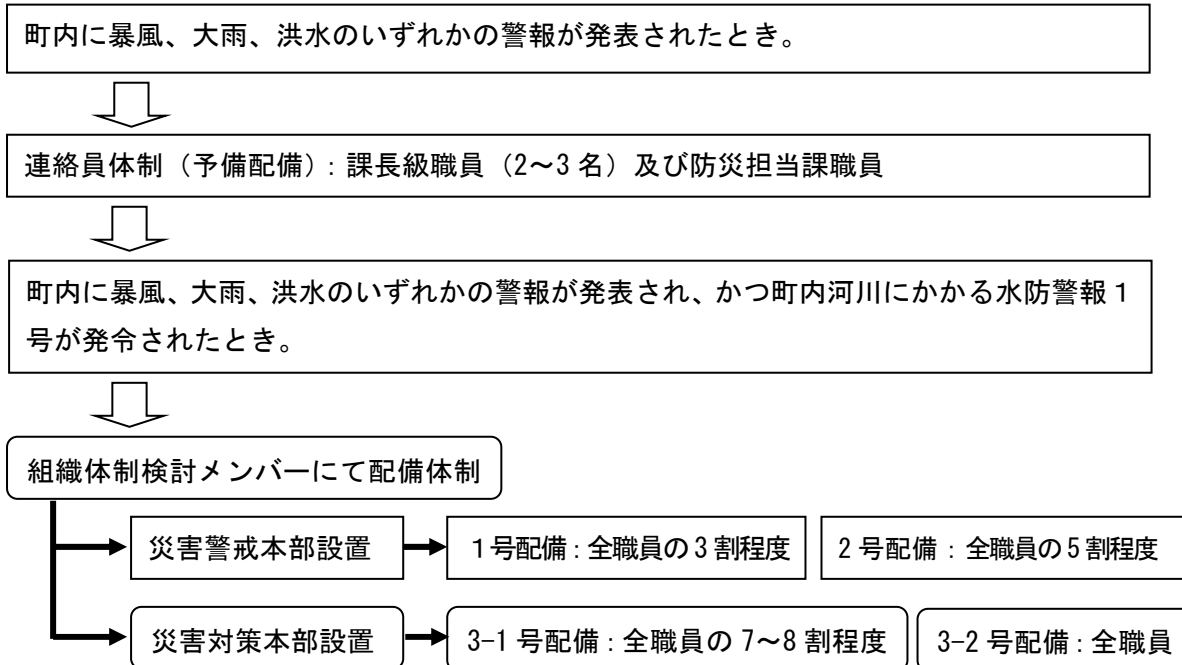 町内に暴風、大雨、洪水のいずれかの警報が発表されたとき。
連絡員体制（予備配備）：課長級職員（2～3 名）及び防災担当課職員
町内に暴風、大雨、洪水のいずれかの警報が発表され、かつ町内河川にかかる水防警報１
号が発令されたとき。
組織体制検討メンバーにて配備体制
災害警戒本部設置
１号配備：全職員の 3 割程度
2 号配備：全職員の 5 割程度
災害対策本部設置
3-1 号配備：全職員の 7～8 割程度
3-2 号配備：全職員